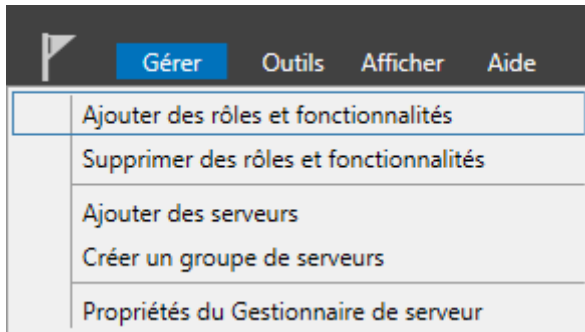 Gérer Outils Afficher Aide
Ajouter des rôles et fonctionnalités
Supprimer des rôles et fonctionnalités
Ajouter des serveurs
Créer un groupe de serveurs
Propriétés du Gestionnaire de serveur